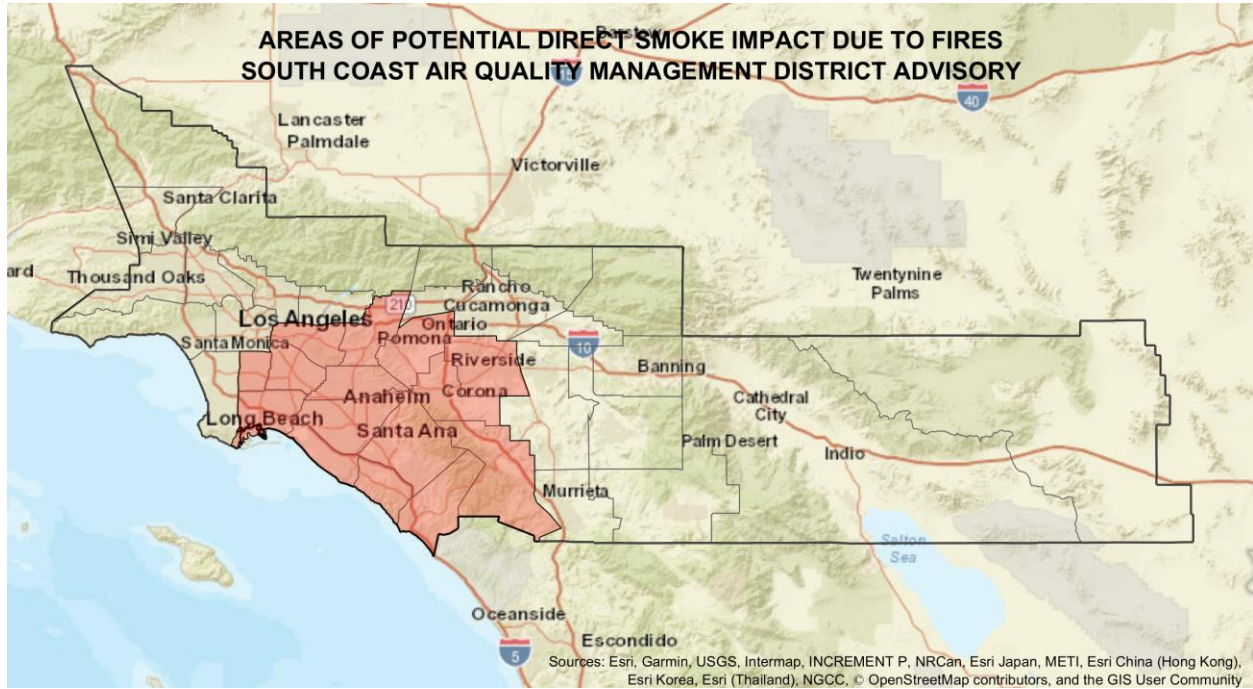 AREAS OF POTENTIAL DIRECT SMOKE IMPACT DUE TO FIRES
SOUTH COAST AIR QUALITY MANAGEMENT DISTRICT ADVISORY
Barstow
15
40
Lancaster
Palmdale
Victorville
Santa Clarita
Simi Valley
ard
Thousand Oaks
Twentynine
Palms
Rancho
Cucamonga
210
Los Angeles
Ontario
Santa Monica
Pomona
10
Riverside
Banning
Anaheim
Corona
Cathedral
City
Long Beach
Santa Ana
Palm Desert
Indio
Murrieta
Salton
Sea
Oceanside
Escondido
5
Sources: Esri, Garmin, USGS, Intermap, INCREMENT P, NRCan, Esri Japan, METI, Esri China (Hong Kong),
Esri Korea, Esri (Thailand), NGCC, © OpenStreetMap contributors, and the GIS User Community